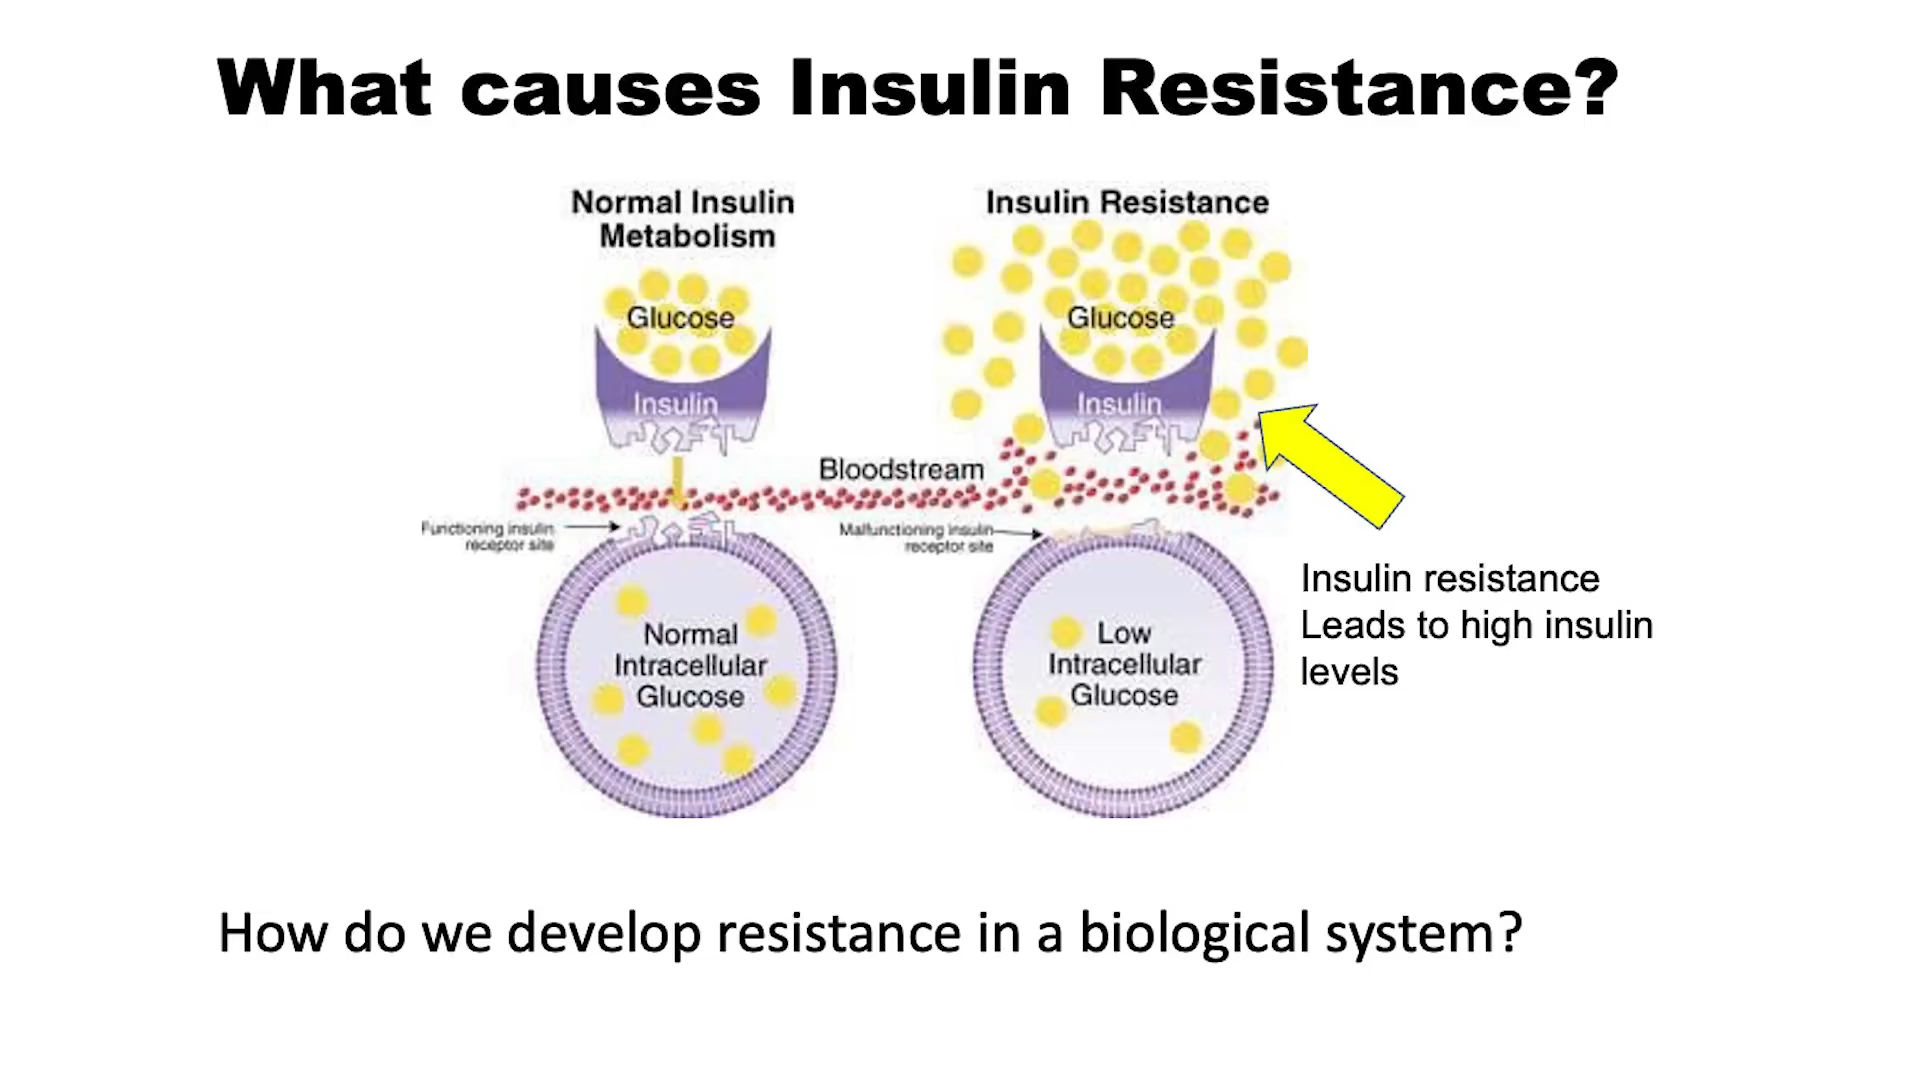 What causes Insulin Resistance?
Normal Insulin
Metabolism
Glucose
Insulin
Insulin Resistance
Glucose
Insulin
Bloodstream
Functioning insulin
receptor site
Malfunctioning insulin
receptor site
Normal
Intracellular
Glucose
Low
Intracellular
Glucose
Insulin resistance
Leads to high insulin
levels
How do we develop resistance in a biological system?